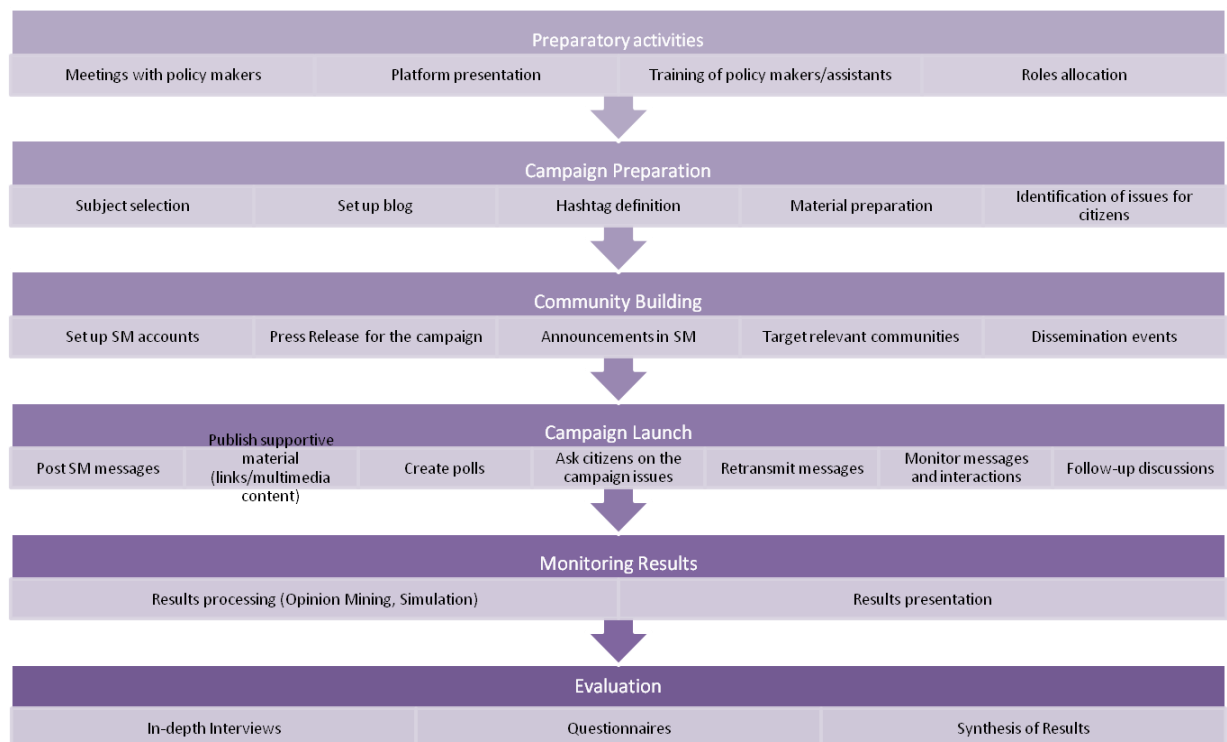 Preparatory activities
Meetings with policy makers
Platform presentation
Training of policy makers/assistants
Roles allocation
Campaign Preparation
Subject selection
Set up blog
Hashtag definition
Material preparation
Identification of issues for
citizens
Community Building
Set up SM accounts
Press Release for the campaign
Announcements in SM
Target relevant communities
Dissemination events
Campaign Launch
Post SM messages
Publish supportive
material
(links/multimedia
content)
Create polls
Ask citizens on the
campaign issues
Retransmit messages
Monitor messages
and interactions
Follow-up discussions
Monitoring Results
Results processing (Opinion Mining, Simulation)
Results presentation
Evaluation
In-depth Interviews
Questionnaires
Synthesis of Results